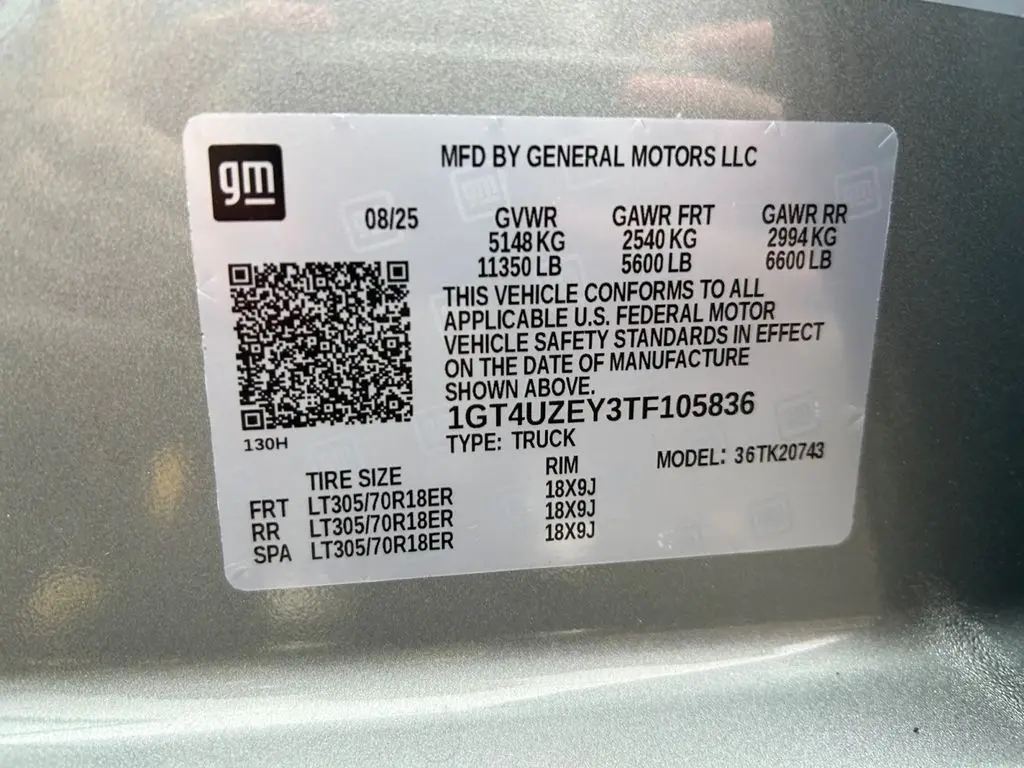 gm
MFD BY GENERAL MOTORS LLC
08/25 GVWR GAWR FRT GAWR RR
5148 KG 2540 KG 2994 KG
11350 LB 5600 LB 6600 LB
THIS VEHICLE CONFORMS TO ALL
APPLICABLE U.S. FEDERAL MOTOR
VEHICLE SAFETY STANDARDS IN EFFECT
ON THE DATE OF MANUFACTURE
SHOWN ABOVE.
1GT4UZEY3TF105836
130H
TYPE: TRUCK MODEL: 36TK20743
TIRE SIZE RIM
FRT LT305/70R18ER 18X9J
RR LT305/70R18ER 18X9J
SPA LT305/70R18ER 18X9J